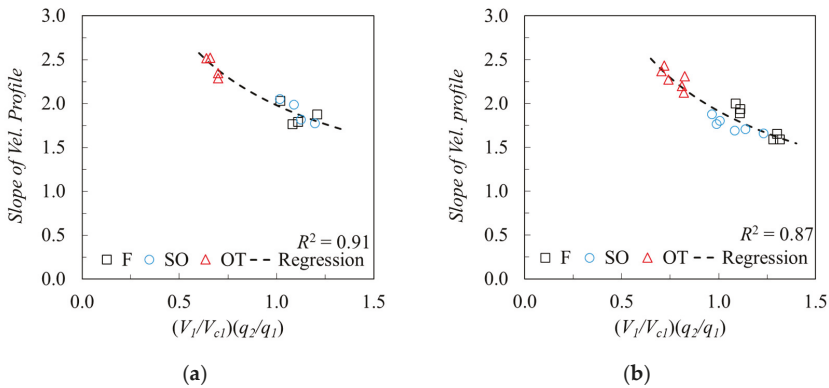 (a)
Slope of Vel. Profile
3.0
2.5
2.0
1.5
1.0
0.5
0.0
R² = 0.91
F SO OT Regression
0.0 0.5 1.0 1.5
(V₁/V_c1)(q₂/q₁)
(b)
Slope of Vel. profile
3.0
2.5
2.0
1.5
1.0
0.5
0.0
R² = 0.87
F SO OT Regression
0.0 0.5 1.0 1.5
(V₁/V_c1)(q₂/q₁)